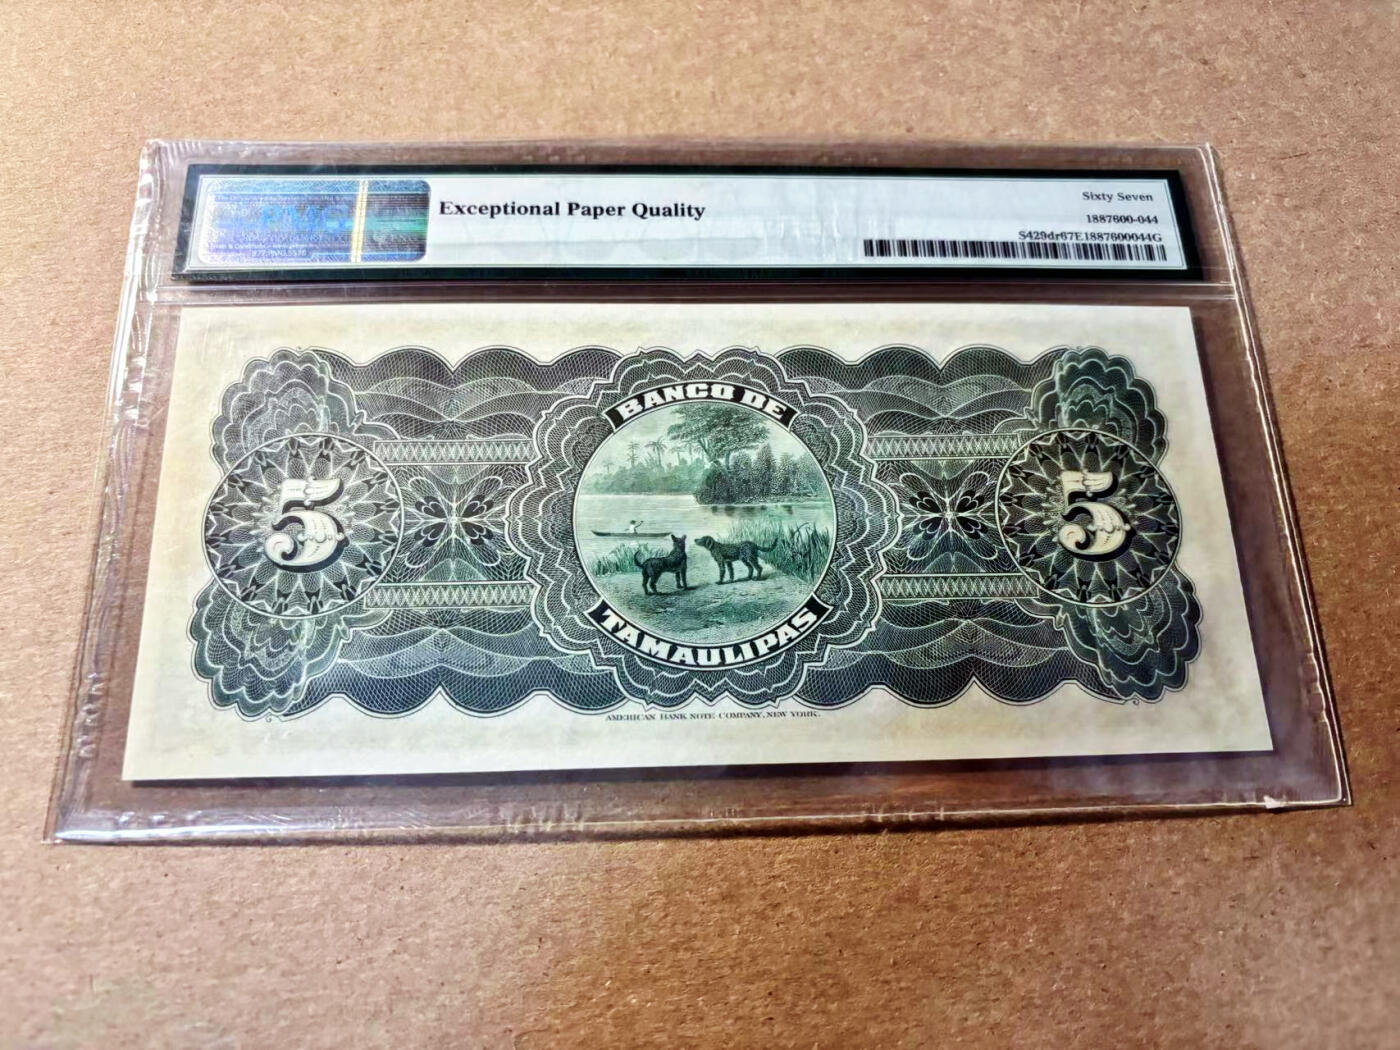 Exceptional Paper Quality
Sixty Seven
1887600-044
S429dr67E1887600044G
PMG
BANCO DE
5
5
TAMAULIPAS
AMERICAN BANK NOTE COMPANY, NEW YORK.